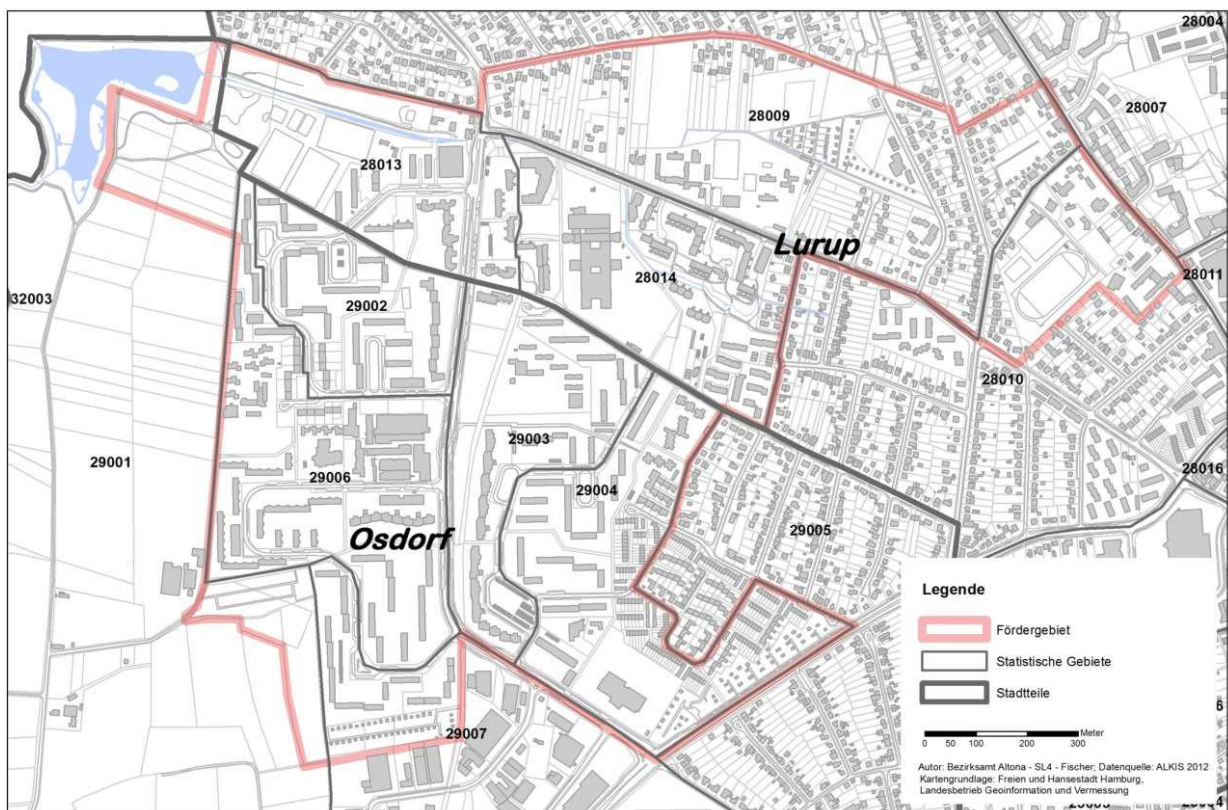 28004
28007
28009
28013
Lurup
28014
28011
32003
29002
28010
29003
29001
29006
29004
28016
29005
Osdorf
29007
Legende
Fördergebiet
Statistische Gebiete
Stadtteile
Meter
0 50 100 200 300
Autor: Bezirksamt Altona - SL4 - Fischer; Datenquelle: ALKIS 2012
Kartengrundlage: Freien und Hansestadt Hamburg,
Landesbetrieb Geoinformation und Vermessung